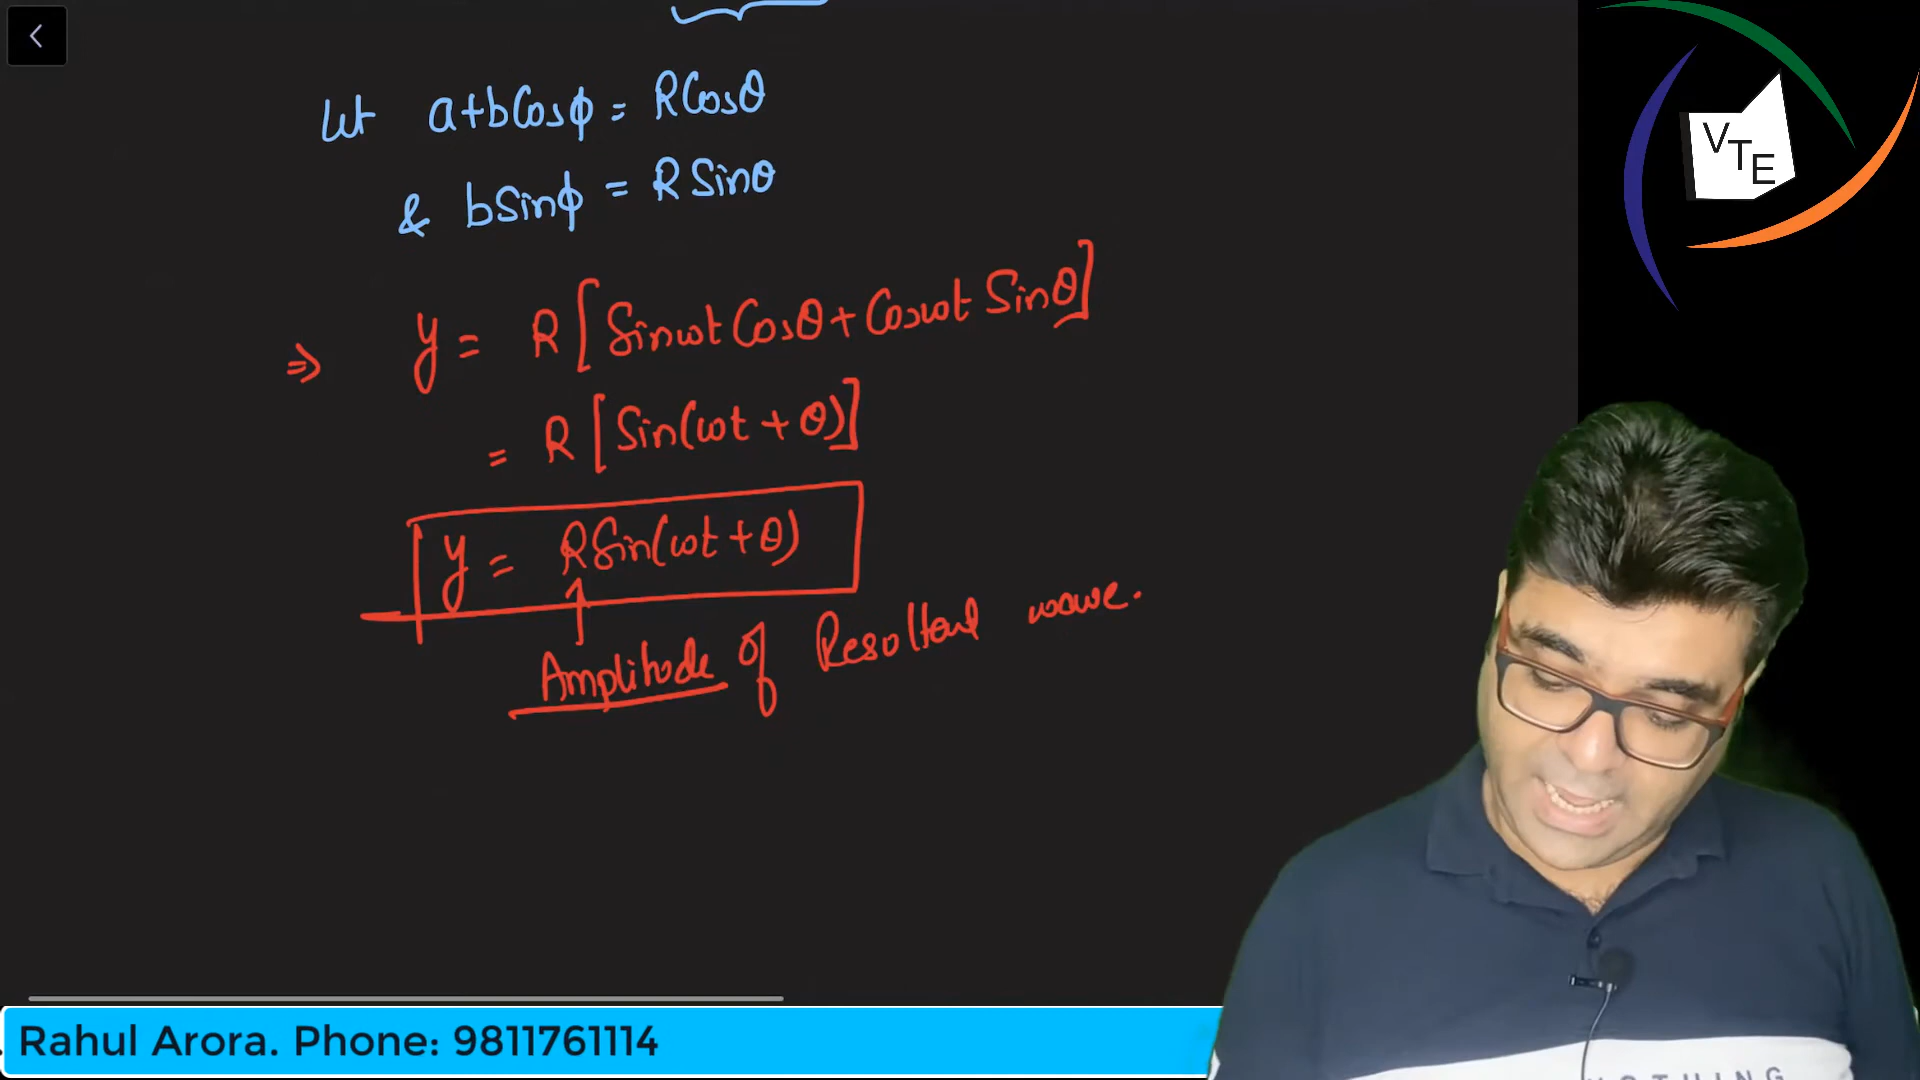 let a+bCosϕ = RCosθ
& bSinϕ = RSinθ
⇒ y = R[Sinωt Cosθ + Cosωt Sinθ]
= R[Sin(ωt + θ)]
y = RSin(ωt + θ)
Amplitude of Resultant wave.
VTE
. Rahul Arora. Phone: 9811761114